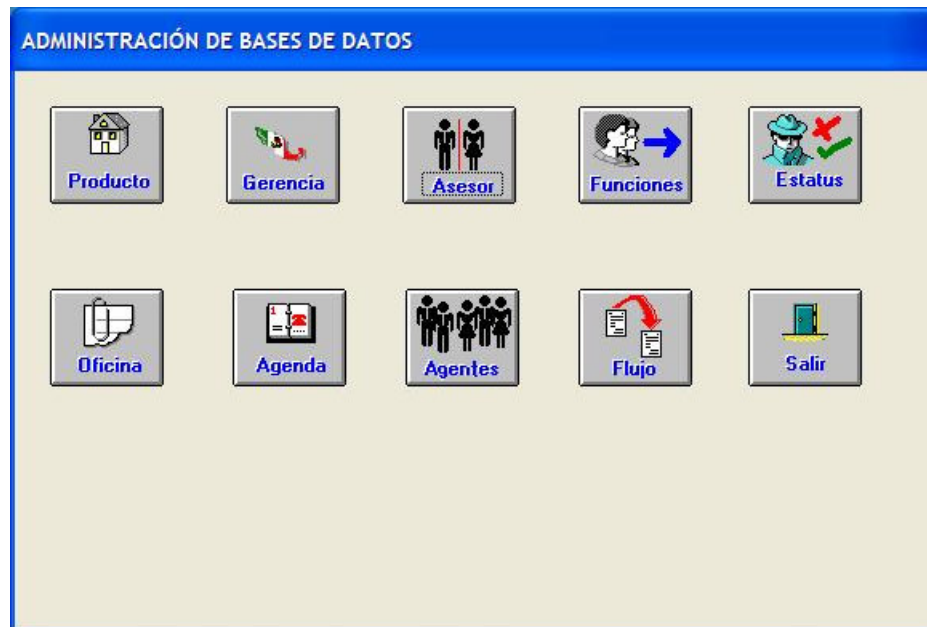 ADMINISTRACIÓN DE BASES DE DATOS
Producto
Gerencia
Asesor
Funciones
Estatus
Oficina
Agenda
Agentes
Flujo
Salir